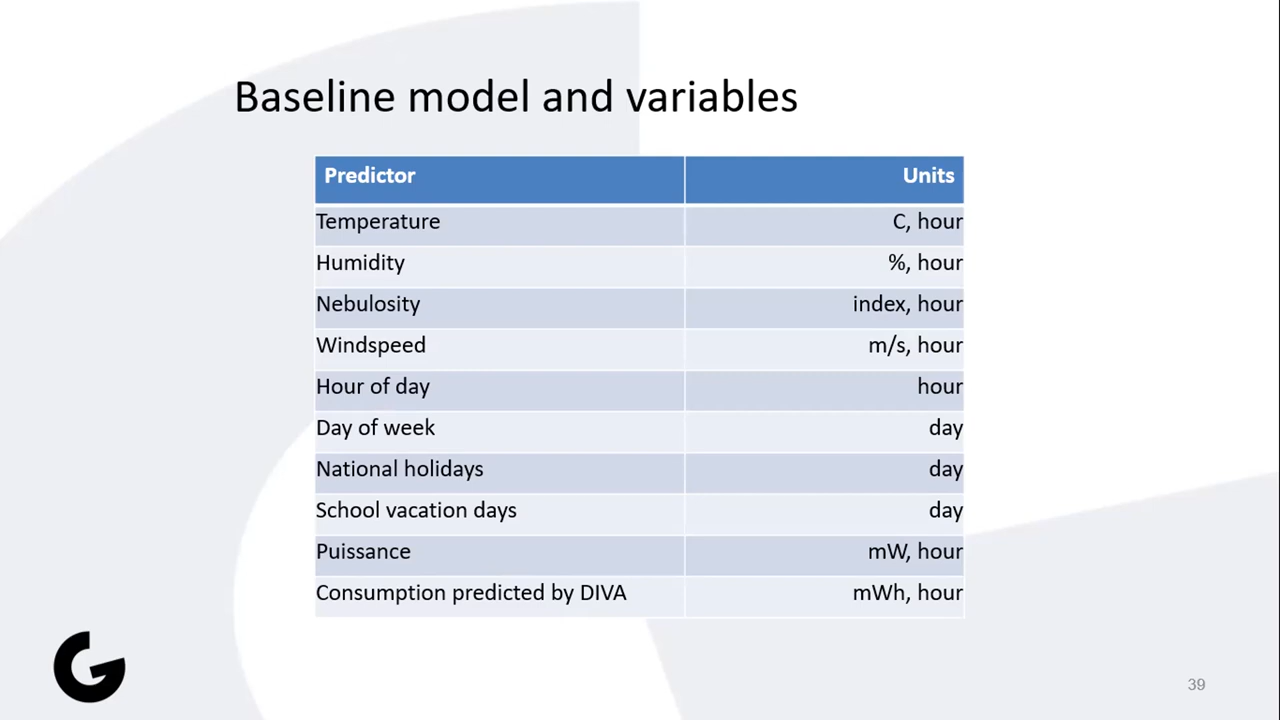 Baseline model and variables
Predictor Units
Temperature C, hour
Humidity %, hour
Nebulosity index, hour
Windspeed m/s, hour
Hour of day hour
Day of week day
National holidays day
School vacation days day
Puissance mW, hour
Consumption predicted by DIVA mWh, hour
39